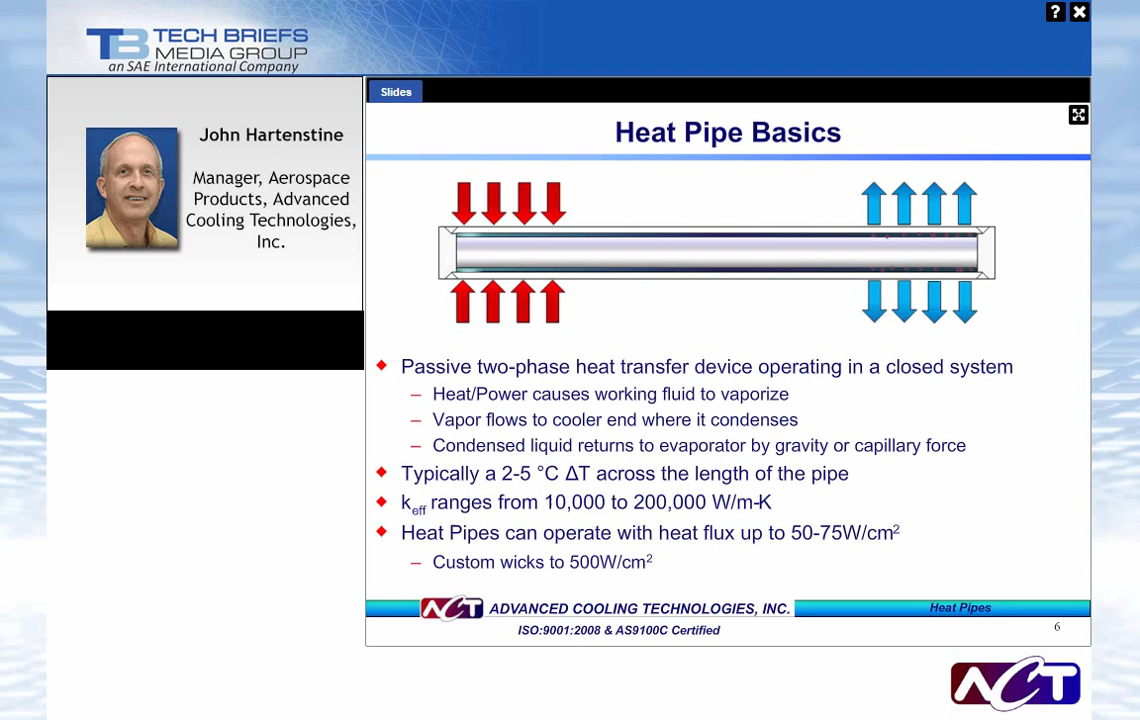 ? ✖
TB TECH BRIEFS
MEDIA GROUP
an SAE International Company
John Hartenstine
Manager, Aerospace
Products, Advanced
Cooling Technologies,
Inc.
Slides
Heat Pipe Basics
Passive two-phase heat transfer device operating in a closed system
– Heat/Power causes working fluid to vaporize
– Vapor flows to cooler end where it condenses
– Condensed liquid returns to evaporator by gravity or capillary force
Typically a 2-5 °C ΔT across the length of the pipe
keff ranges from 10,000 to 200,000 W/m-K
Heat Pipes can operate with heat flux up to 50-75W/cm²
– Custom wicks to 500W/cm²
ACT ADVANCED COOLING TECHNOLOGIES, INC. Heat Pipes
ISO:9001:2008 & AS9100C Certified
6
ACT